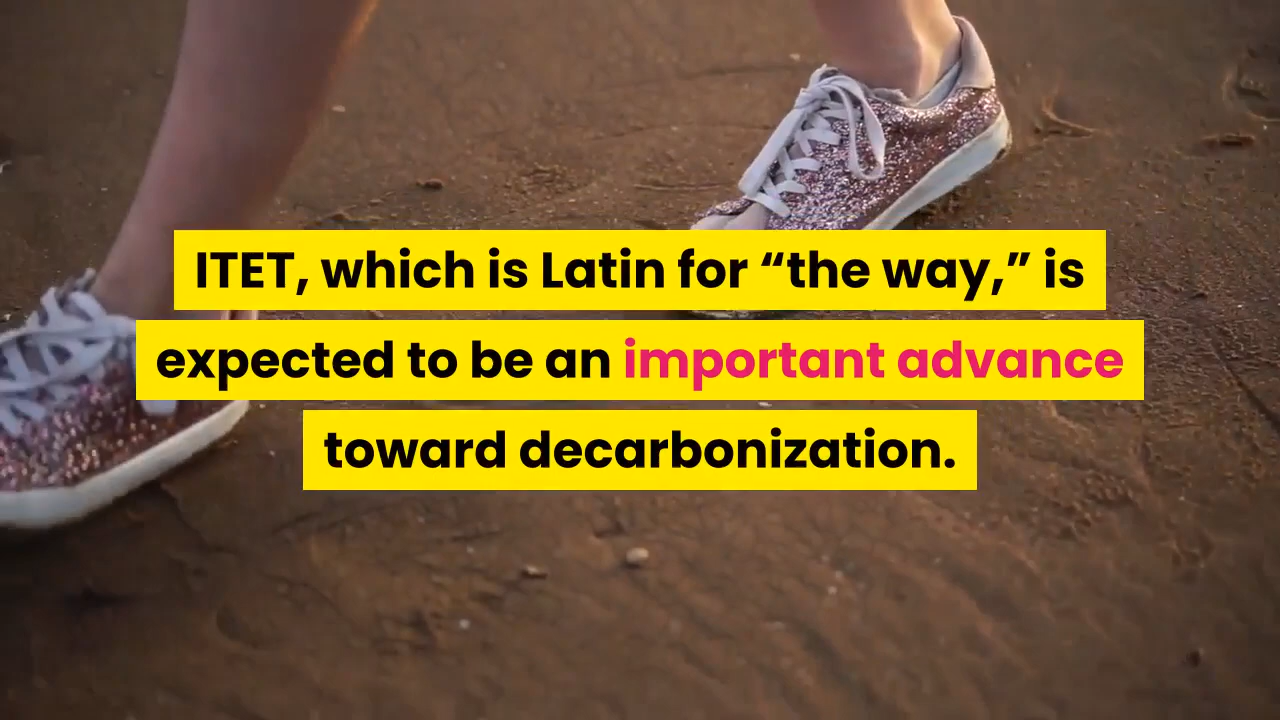 ITET, which is Latin for “the way,” is
expected to be an important advance
toward decarbonization.